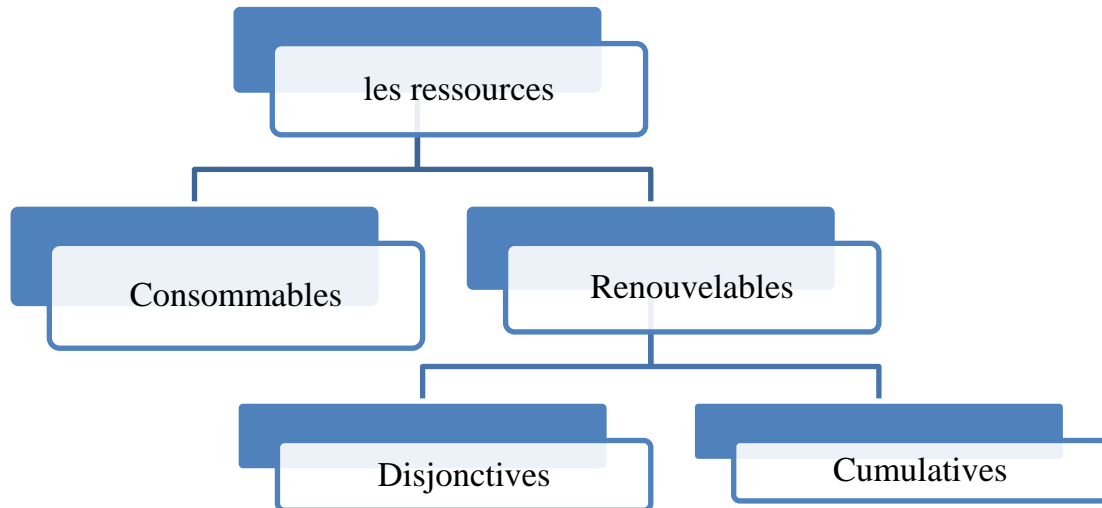 les ressources
Consommables
Renouvelables
Disjonctives
Cumulatives